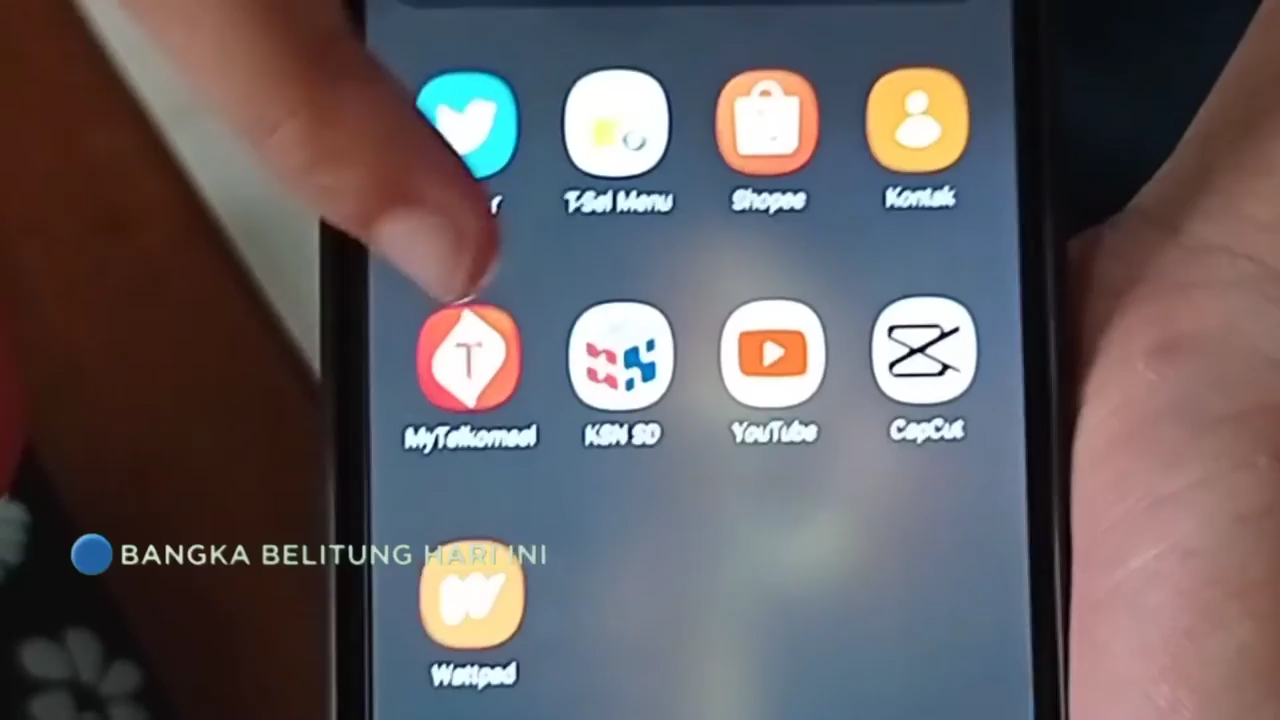 T-Sel Menu
Shopee
Kontak
T
MyTelkomsel
KSN SD
YouTube
CapCut
BANGKA BELITUNG HARI INI
Wattpad